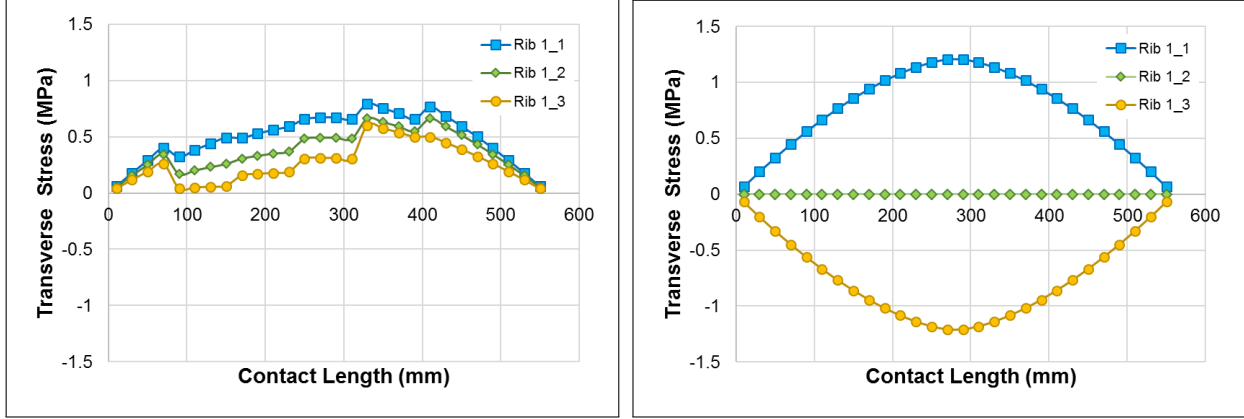 1.5
1
0.5
0
-0.5
-1
-1.5
0 100 200 300 400 500 600
Transverse Stress (MPa)
Contact Length (mm)
Rib 1_1
Rib 1_2
Rib 1_3
1.5
1
0.5
0
-0.5
-1
-1.5
0 100 200 300 400 500 600
Transverse Stress (MPa)
Contact Length (mm)
Rib 1_1
Rib 1_2
Rib 1_3